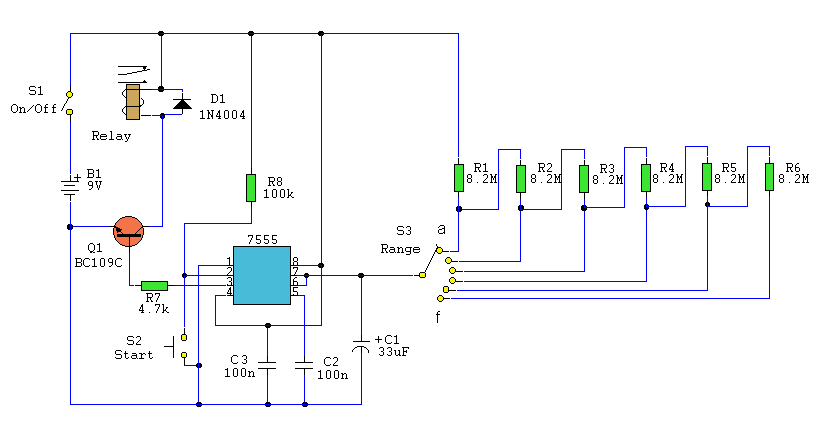 S1
On/Off
Relay
D1
1N4004
+
B1
9V
R8
100k
R1
8.2M
R2
8.2M
R3
8.2M
R4
8.2M
R5
8.2M
R6
8.2M
Q1
BC109C
7555
1
2
3
4
8
7
6
5
S3
Range
a
f
R7
4.7k
S2
Start
C3
100n
C2
100n
+C1
33uF